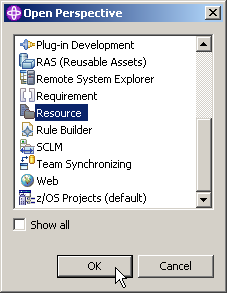 Open Perspective
Plug-in Development
RAS (Reusable Assets)
Remote System Explorer
Requirement
Resource
Rule Builder
SCLM
Team Synchronizing
Web
z/OS Projects (default)
Show all
OK
Cancel